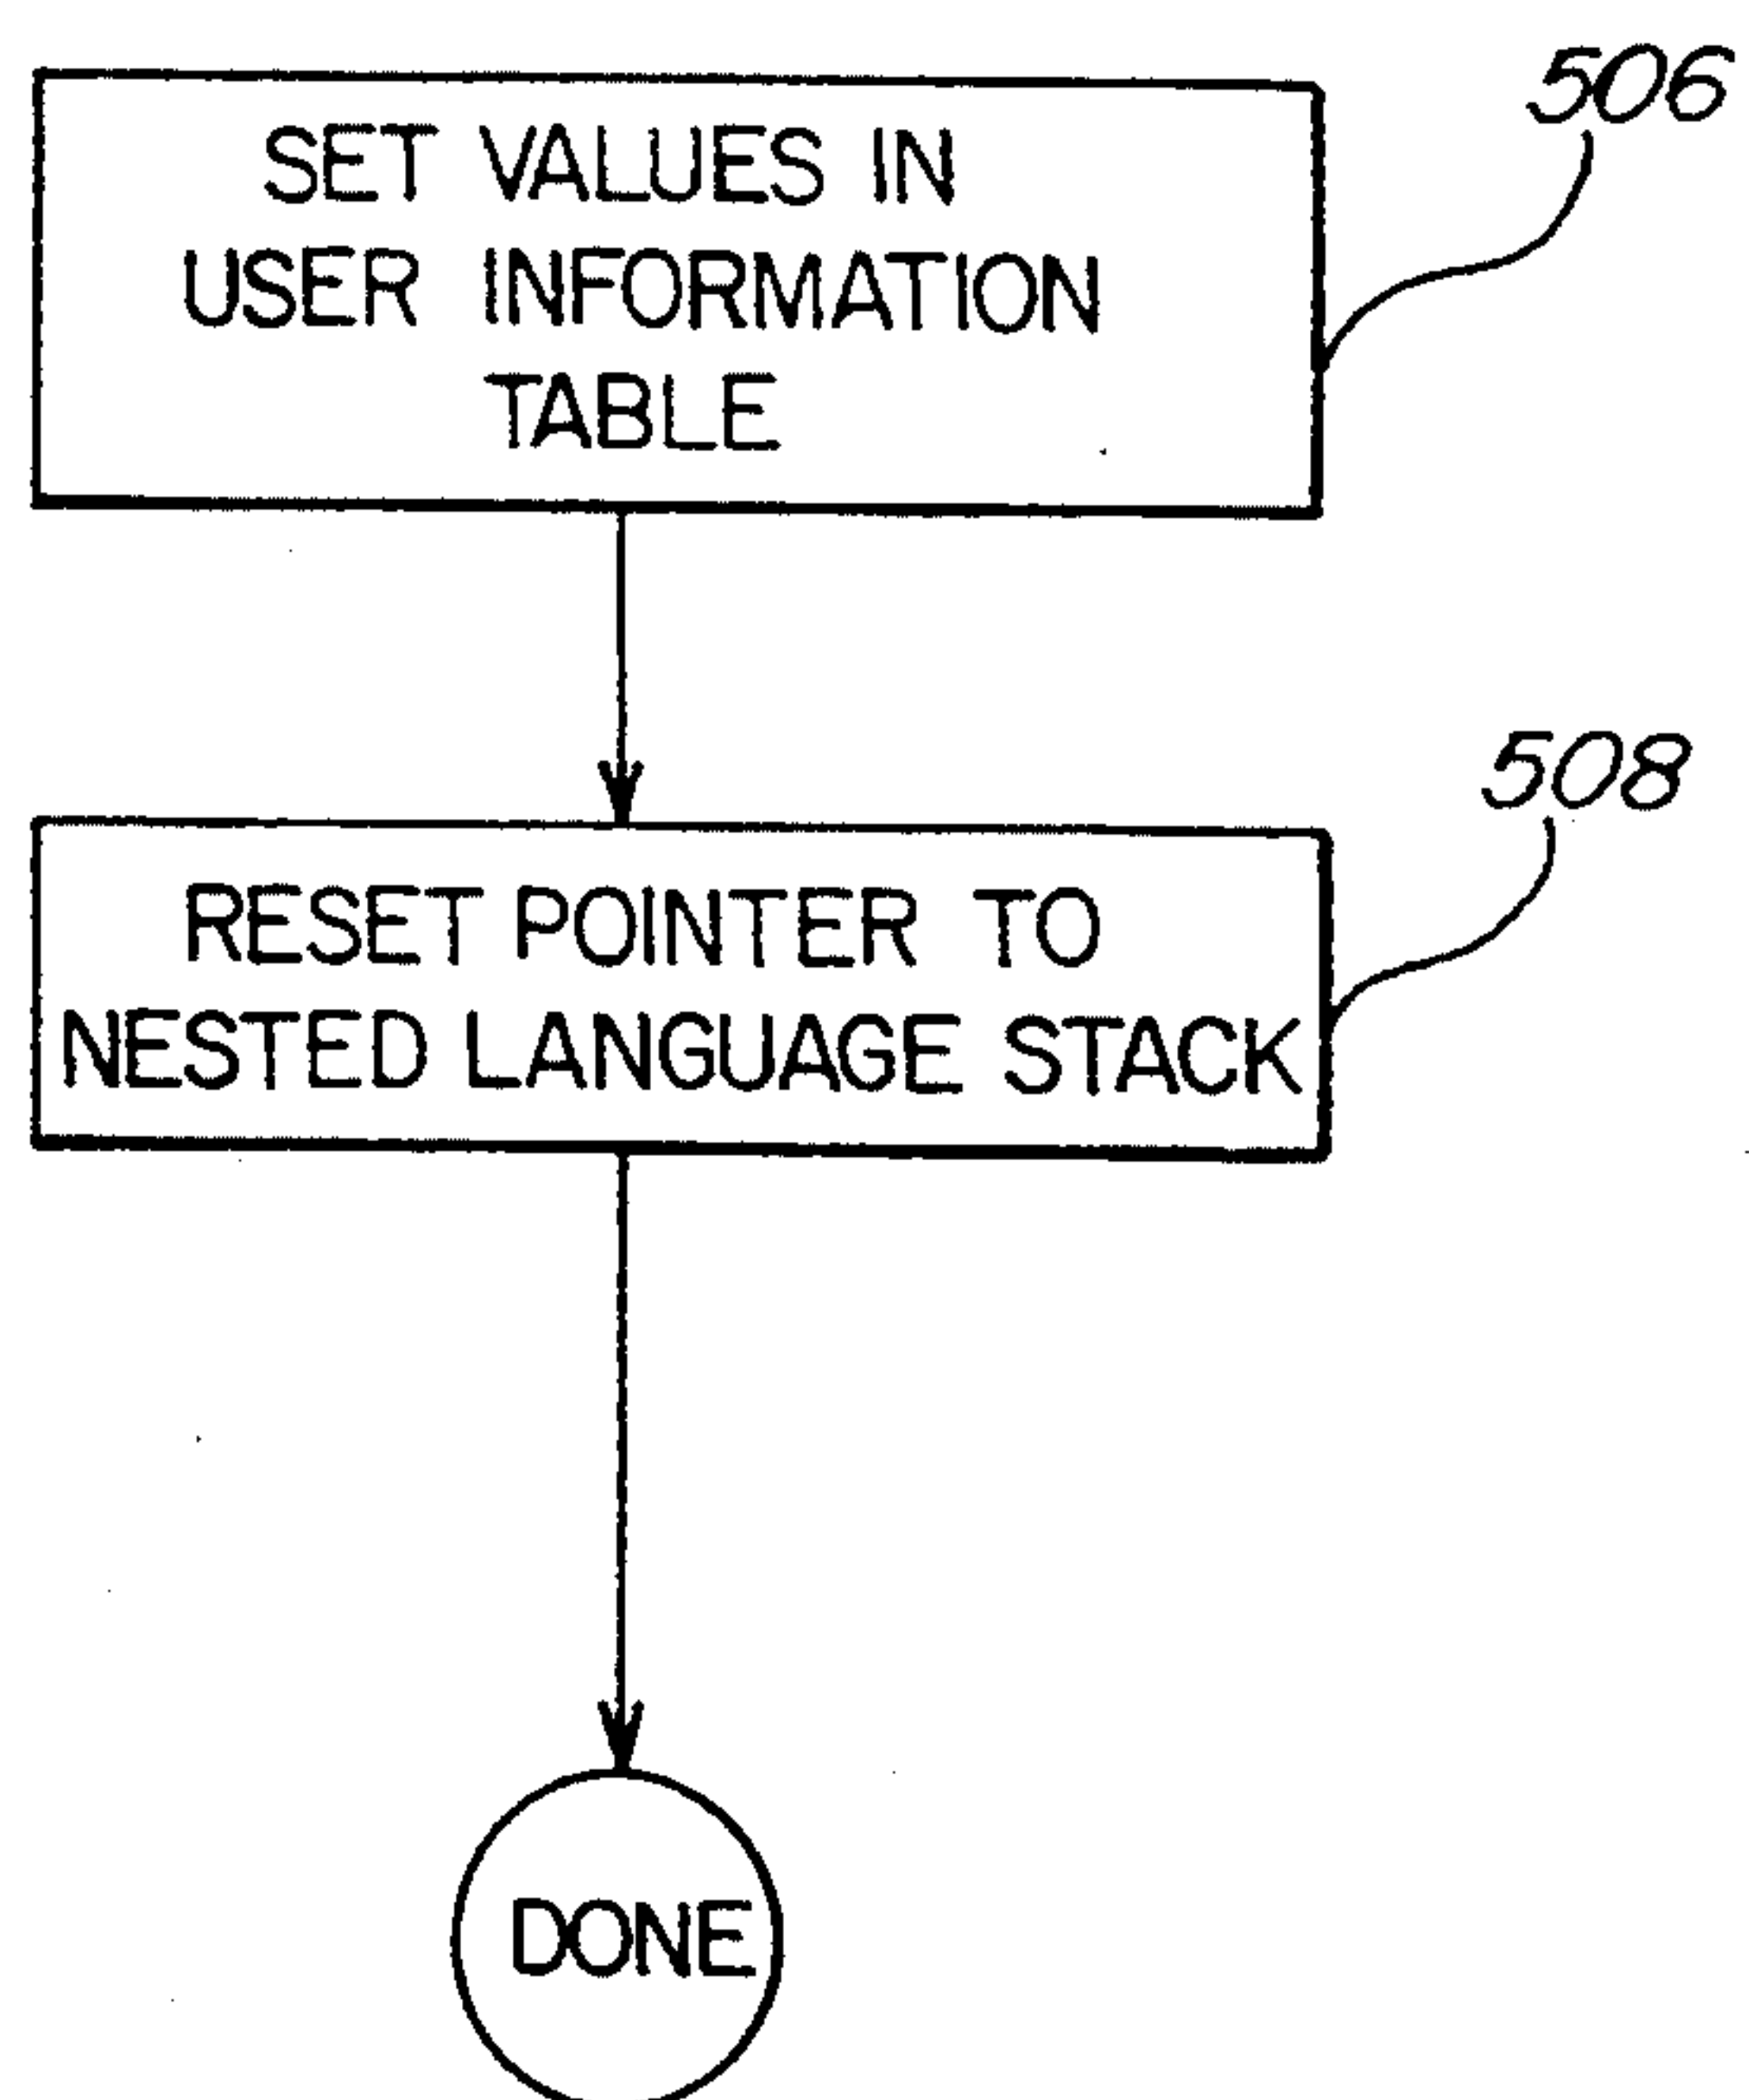 506
SET VALUES IN
USER INFORMATION
TABLE
508
RESET POINTER TO
NESTED LANGUAGE STACK
DONE